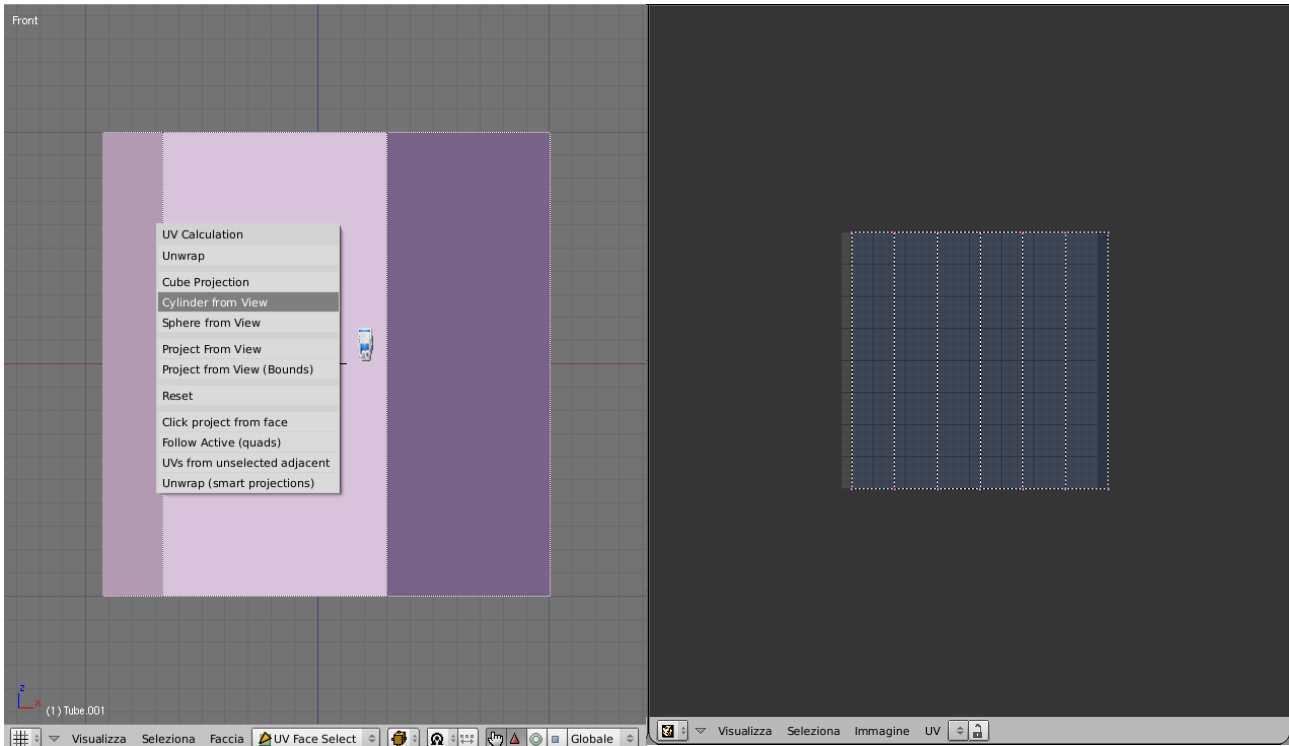 Front
UV Calculation
Unwrap
Cube Projection
Cylinder from View
Sphere from View
Project From View
Project from View (Bounds)
Reset
Click project from face
Follow Active (quads)
UVs from unselected adjacent
Unwrap (smart projections)
z
x
(1) Tube.001
Visualizza Seleziona Faccia UV Face Select Globale
Visualizza Seleziona Immagine UV